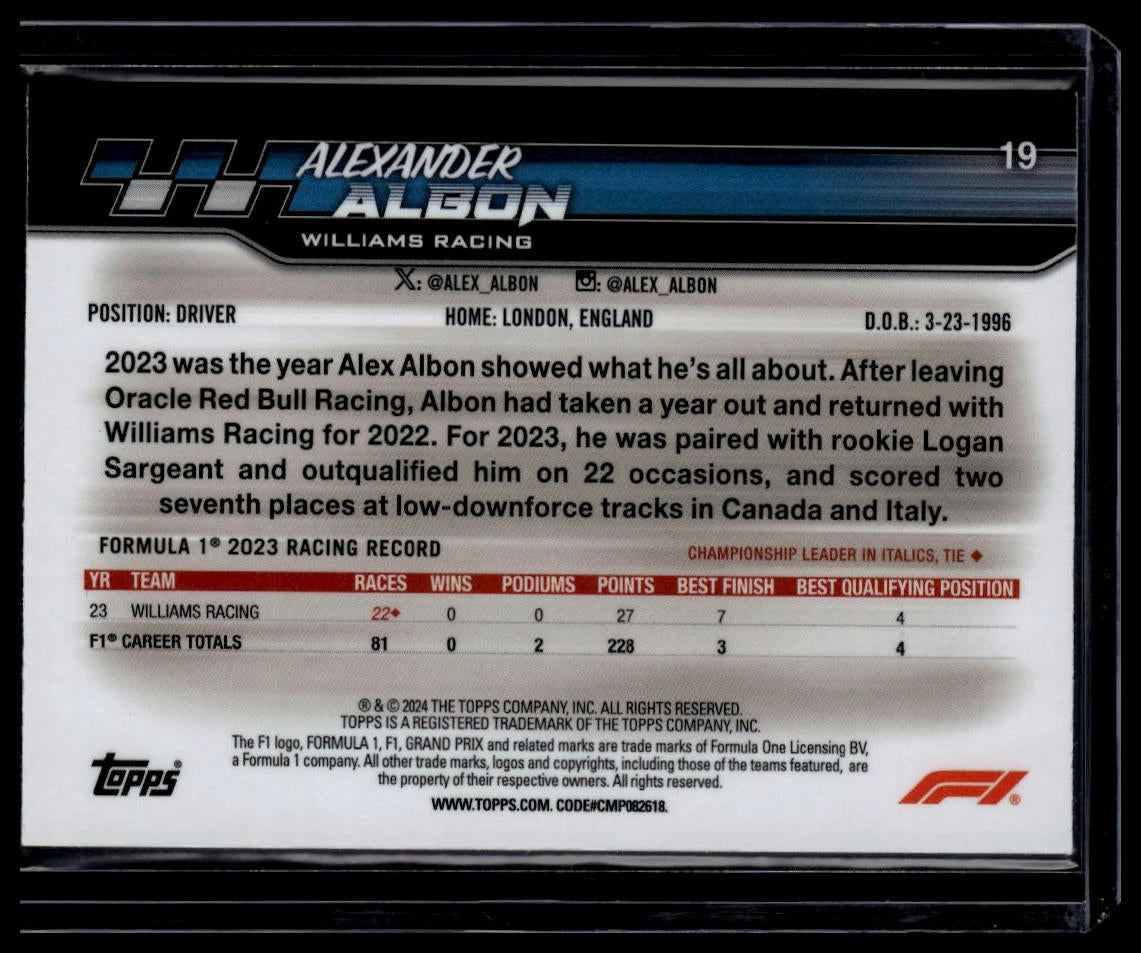 19
ALEXANDER
ALBON
WILLIAMS RACING
X: @ALEX_ALBON : @ALEX_ALBON
POSITION: DRIVER HOME: LONDON, ENGLAND D.O.B.: 3-23-1996
2023 was the year Alex Albon showed what he's all about. After leaving
Oracle Red Bull Racing, Albon had taken a year out and returned with
Williams Racing for 2022. For 2023, he was paired with rookie Logan
Sargeant and outqualified him on 22 occasions, and scored two
seventh places at low-downforce tracks in Canada and Italy.
FORMULA 1® 2023 RACING RECORD CHAMPIONSHIP LEADER IN ITALICS, TIE ◆
YR TEAM RACES WINS PODIUMS POINTS BEST FINISH BEST QUALIFYING POSITION
23 WILLIAMS RACING 22◆ 0 0 27 7 4
F1® CAREER TOTALS 81 0 2 228 3 4
® & © 2024 THE TOPPS COMPANY, INC. ALL RIGHTS RESERVED.
TOPPS IS A REGISTERED TRADEMARK OF THE TOPPS COMPANY, INC.
The F1 logo, FORMULA 1, F1, GRAND PRIX and related marks are trade marks of Formula One Licensing BV,
a Formula 1 company. All other trade marks, logos and copyrights, including those of the teams featured, are
the property of their respective owners. All rights reserved.
WWW.TOPPS.COM. CODE#CMP082618.
topps®
F1®